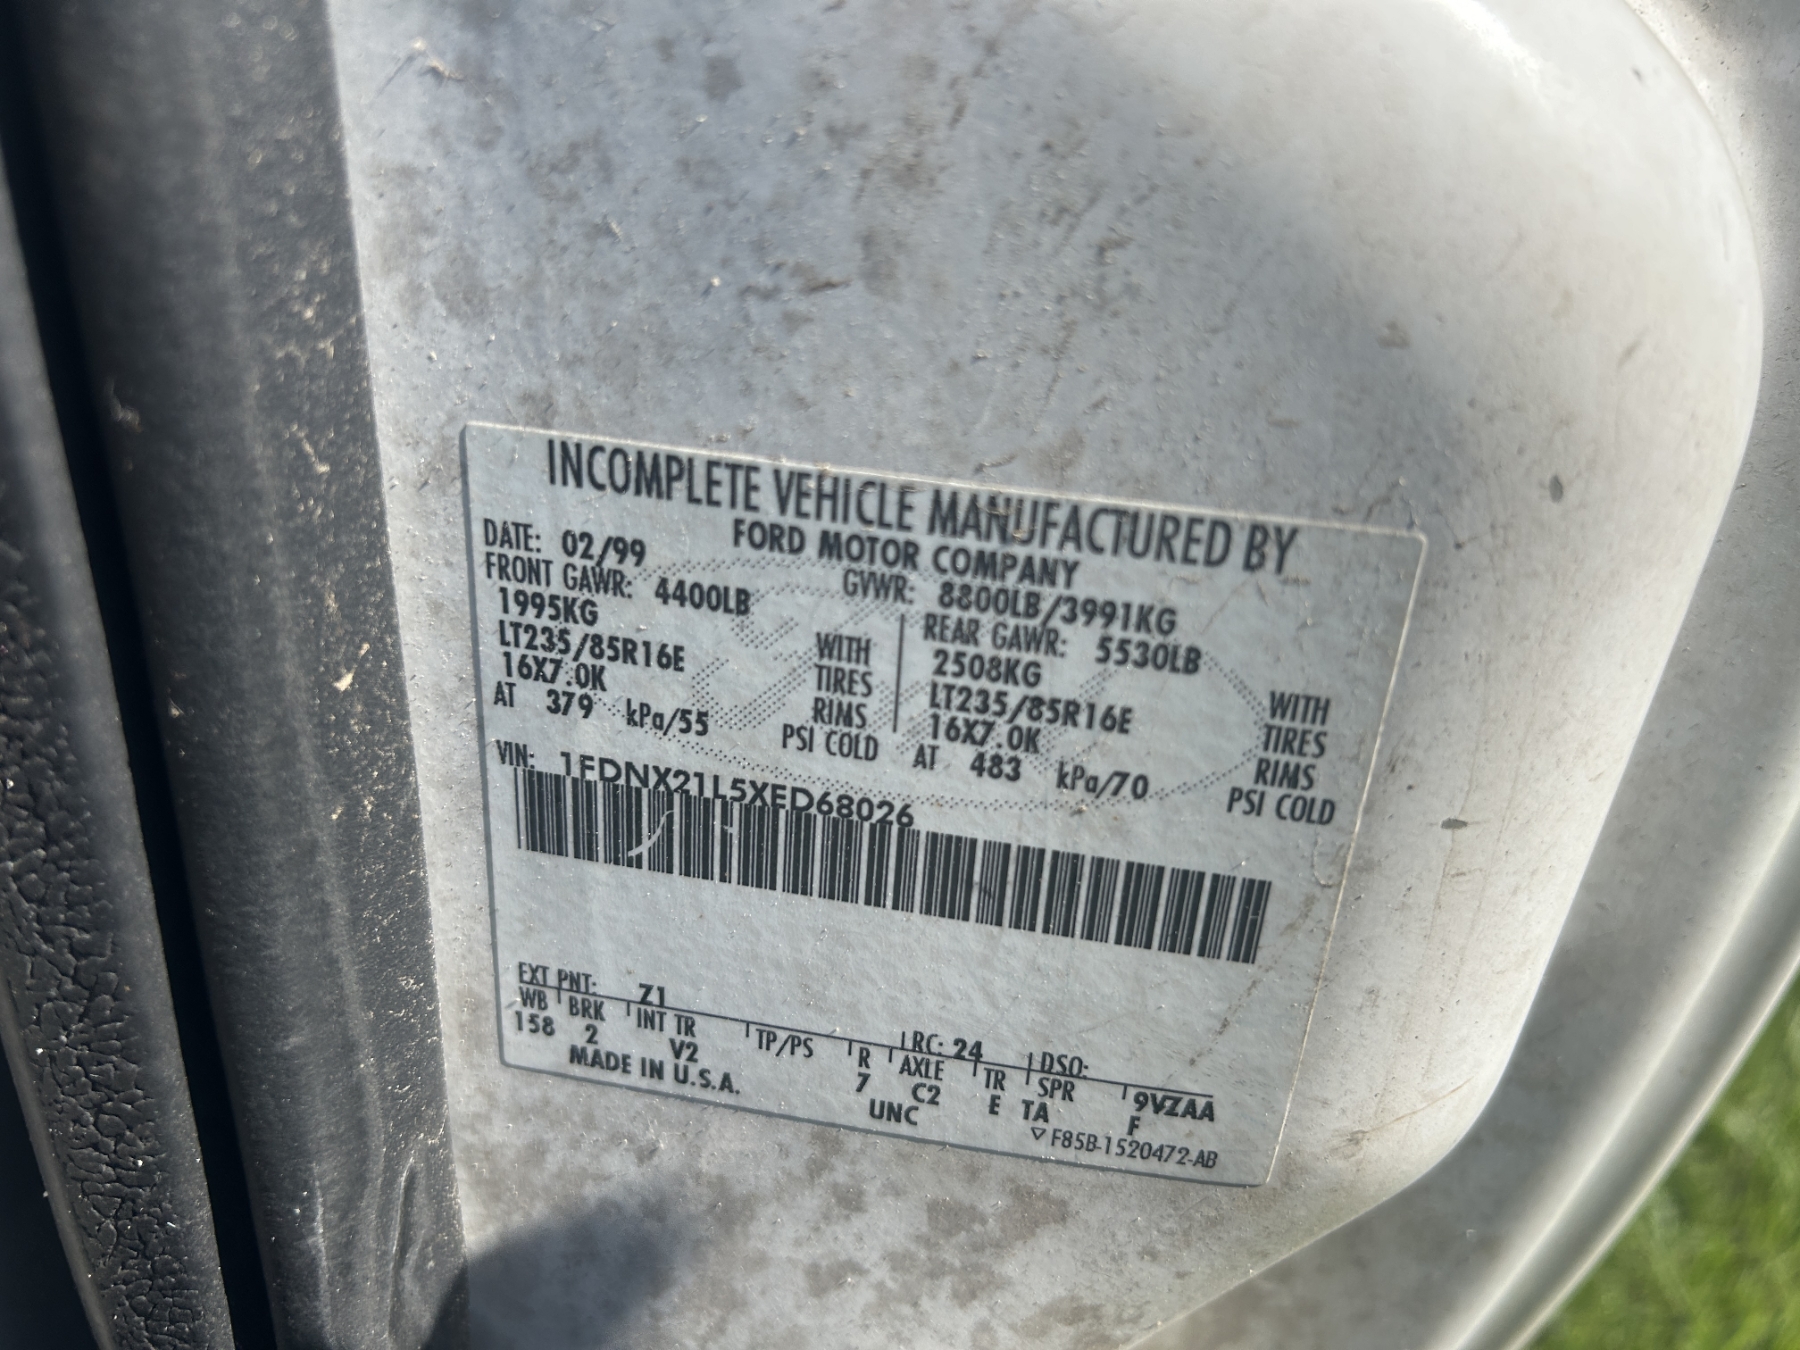 INCOMPLETE VEHICLE MANUFACTURED BY
FORD MOTOR COMPANY
DATE: 02/99 GVWR: 8800LB/3991KG
FRONT GAWR: 4400LB REAR GAWR: 5530LB
1995KG WITH 2508KG WITH
LT235/85R16E TIRES LT235/85R16E TIRES
16X7.0K RIMS 16X7.0K RIMS
AT 379 kPa/55 PSI COLD AT 483 kPa/70 PSI COLD
VIN: 1FDNX21L5XED68026
EXT PNT: Z1 RC: 24 DSO:
WB BRK INT TR TP/PS R AXLE TR SPR 9VZAA
158 2 V2 7 C2 E TA F
MADE IN U.S.A. UNC ▽ F85B-1520472-AB